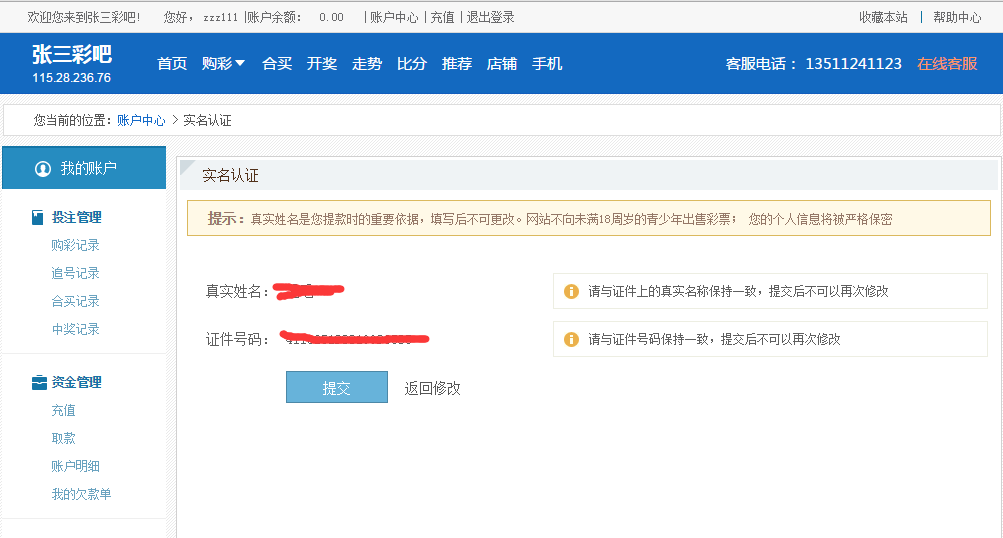 欢迎您来到张三彩吧! 您好, zzz111 |账户余额: 0.00 |账户中心|充值|退出登录 收藏本站 | 帮助中心
张三彩吧
115.28.236.76
首页 购彩 合买 开奖 走势 比分 推荐 店铺 手机 客服电话: 13511241123 在线客服
您当前的位置: 账户中心 > 实名认证
我的账户
投注管理
购彩记录
追号记录
合买记录
中奖记录
资金管理
充值
取款
账户明细
我的欠款单
实名认证
提示: 真实姓名是您提款时的重要依据,填写后不可更改。网站不向未满18周岁的青少年出售彩票; 您的个人信息将被严格保密
真实姓名:
请与证件上的真实名称保持一致,提交后不可以再次修改
证件号码:
请与证件号码保持一致,提交后不可以再次修改
提交 返回修改